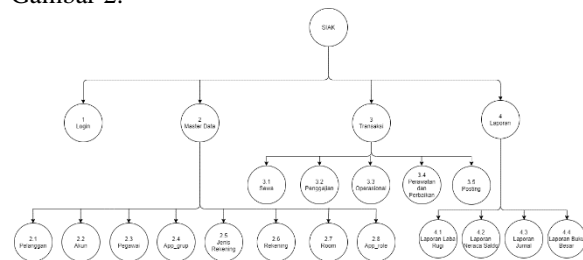 Gambar 2.
SIAK
1
Login
2
Master Data
3
Transaksi
4
Laporan
3.1
Sewa
3.2
Penggajian
3.3
Operasional
3.4
Perawatan
dan
Perbaikan
3.5
Posting
2.1
Pelanggan
2.2
Akun
2.3
Pegawai
2.4
App_grup
2.5
Jenis
Rekening
2.6
Rekening
2.7
Room
2.8
App_role
4.1
Laporan Laba
Rugi
4.2
Laporan
Neraca Saldo
4.3
Laporan
Jurnal
4.4
Laporan Buku
Besar